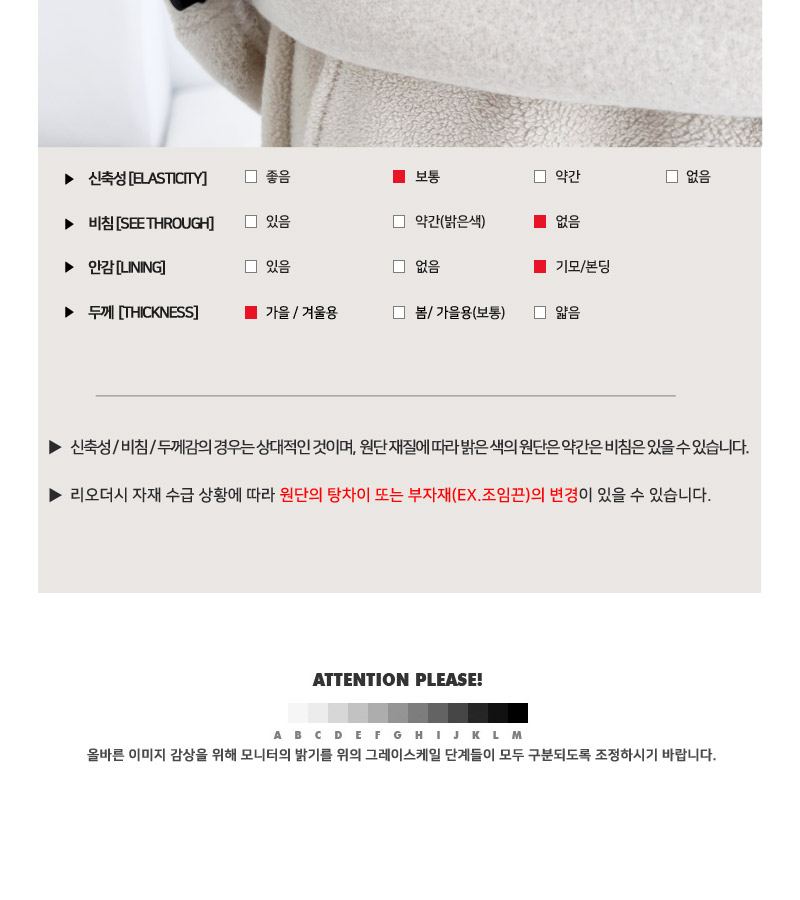 ▶ 신축성 [ELASTICITY] □ 좋음 ■ 보통 □ 약간 □ 없음
▶ 비침 [SEE THROUGH] □ 있음 □ 약간(밝은색) ■ 없음
▶ 안감 [LINING] □ 있음 □ 없음 ■ 기모/본딩
▶ 두께 [THICKNESS] ■ 가을 / 겨울용 □ 봄/ 가을용(보통) □ 얇음
▶ 신축성 / 비침 / 두께감의 경우는 상대적인 것이며, 원단 재질에 따라 밝은 색의 원단은 약간은 비침은 있을 수 있습니다.
▶ 리오더시 자재 수급 상황에 따라 원단의 탕차이 또는 부자재(EX.조임끈)의 변경이 있을 수 있습니다.
ATTENTION PLEASE!
A B C D E F G H I J K L M
올바른 이미지 감상을 위해 모니터의 밝기를 위의 그레이스케일 단계들이 모두 구분되도록 조정하시기 바랍니다.